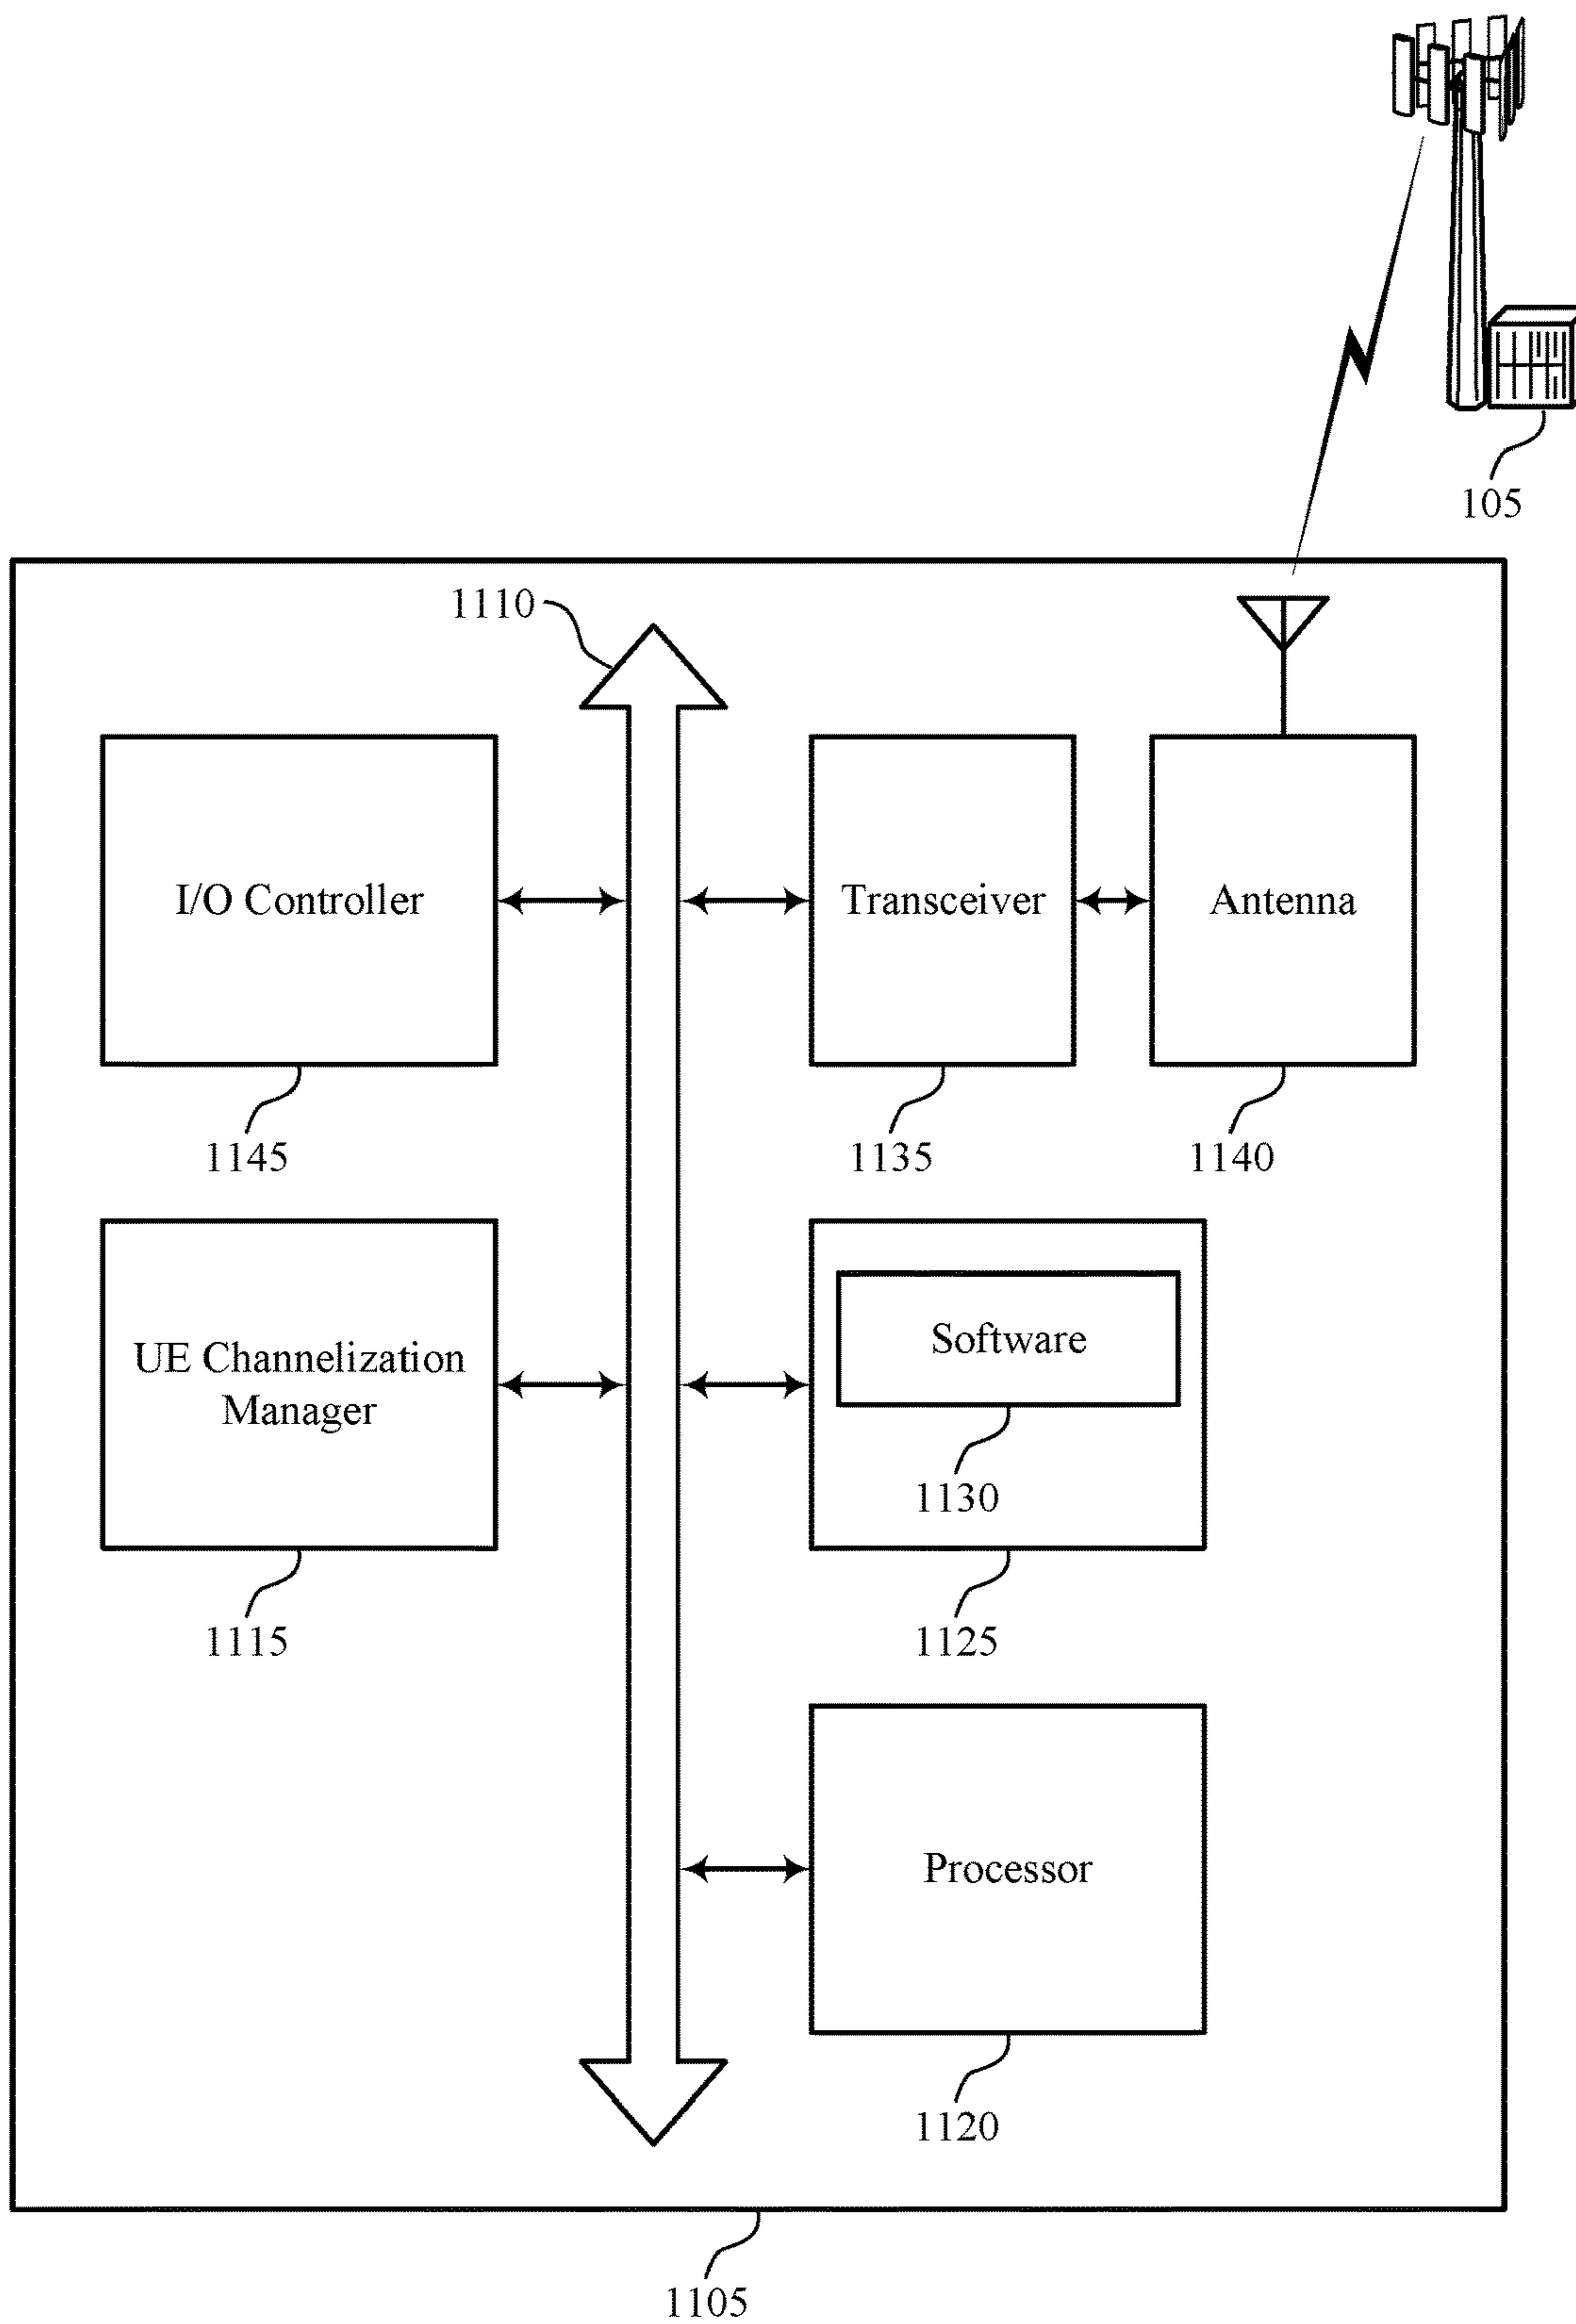 105
1110
I/O Controller
Transceiver
Antenna
1145
1135
1140
UE Channelization
Manager
Software
1130
1115
1125
Processor
1120
1105